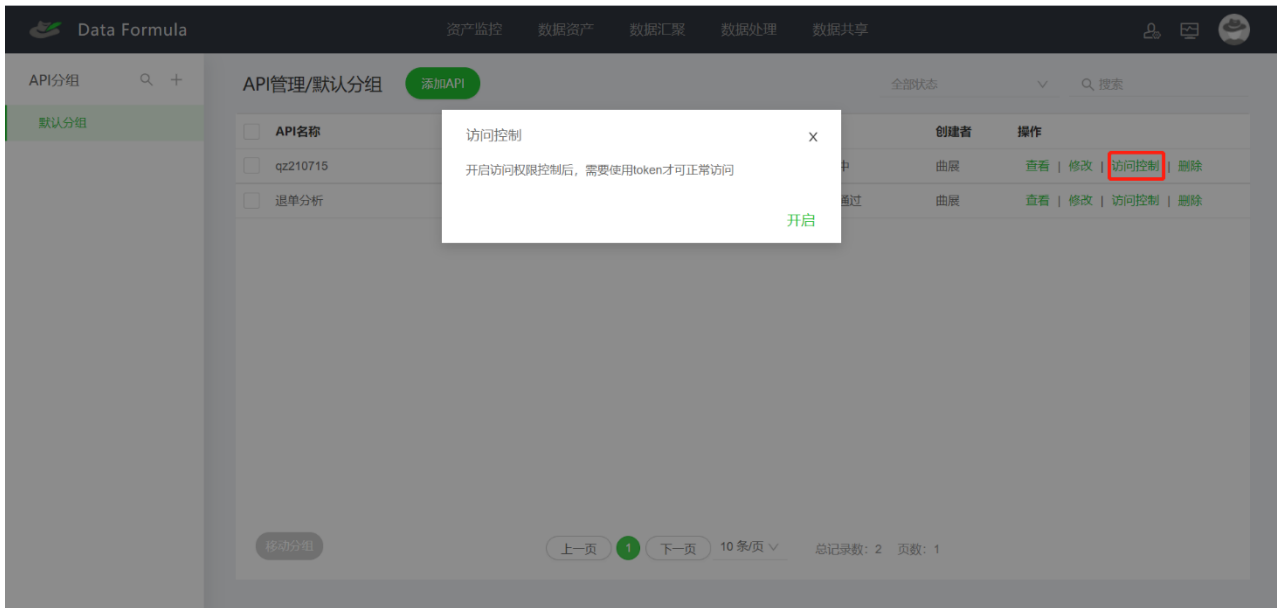 Data Formula
资产监控 数据资产 数据汇聚 数据处理 数据共享
API分组
API管理/默认分组 添加API 全部状态 搜索
默认分组
API名称 创建者 操作
访问控制 x
开启访问权限控制后，需要使用token才可正常访问
开启
qz210715 中 曲展 查看 | 修改 | 访问控制 | 删除
退单分析 通过 曲展 查看 | 修改 | 访问控制 | 删除
移动分组 上一页 1 下一页 10 条/页 总记录数：2 页数：1